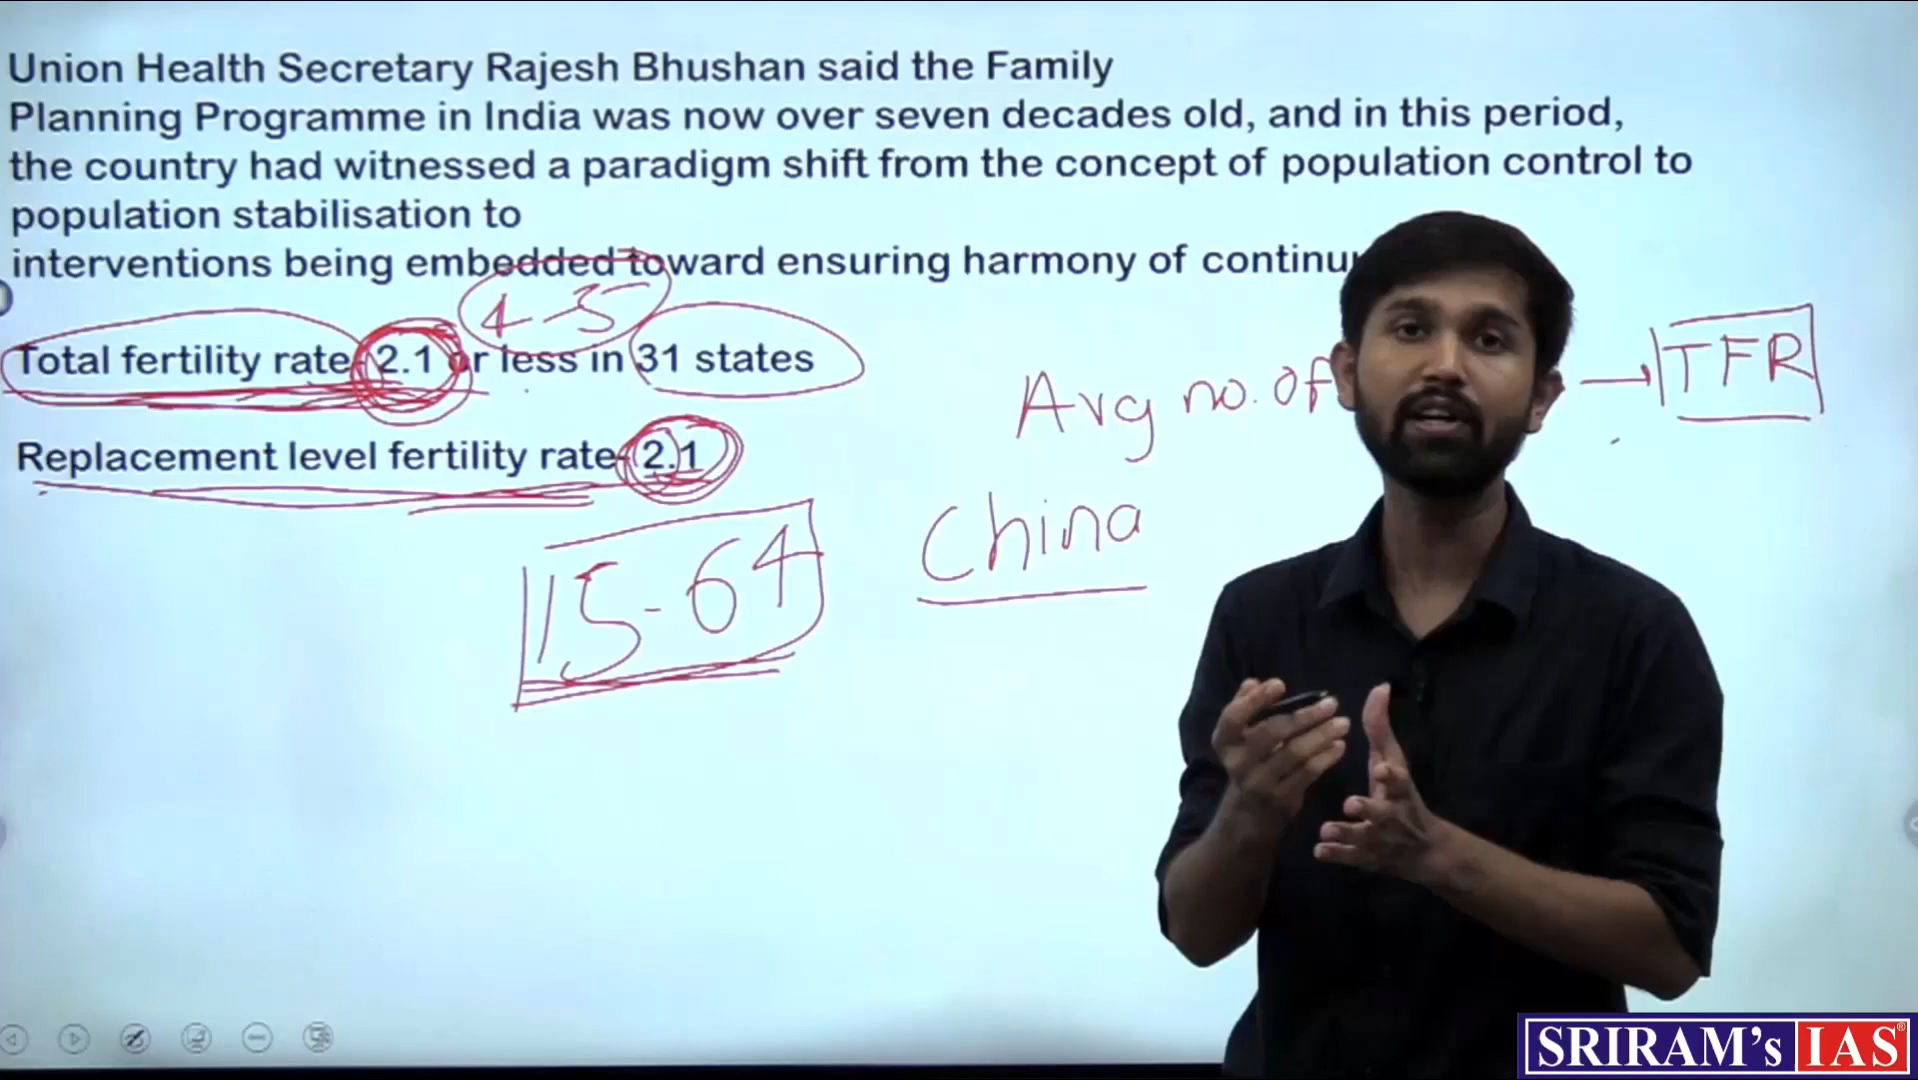 Union Health Secretary Rajesh Bhushan said the Family
Planning Programme in India was now over seven decades old, and in this period,
the country had witnessed a paradigm shift from the concept of population control to
population stabilisation to
interventions being embedded toward ensuring harmony of
4-5
Total fertility rate 2.1 or less in 31 states
Avg no. of
TFR
Replacement level fertility rate- 2.1
China
15-64
SRIRAM's IAS®